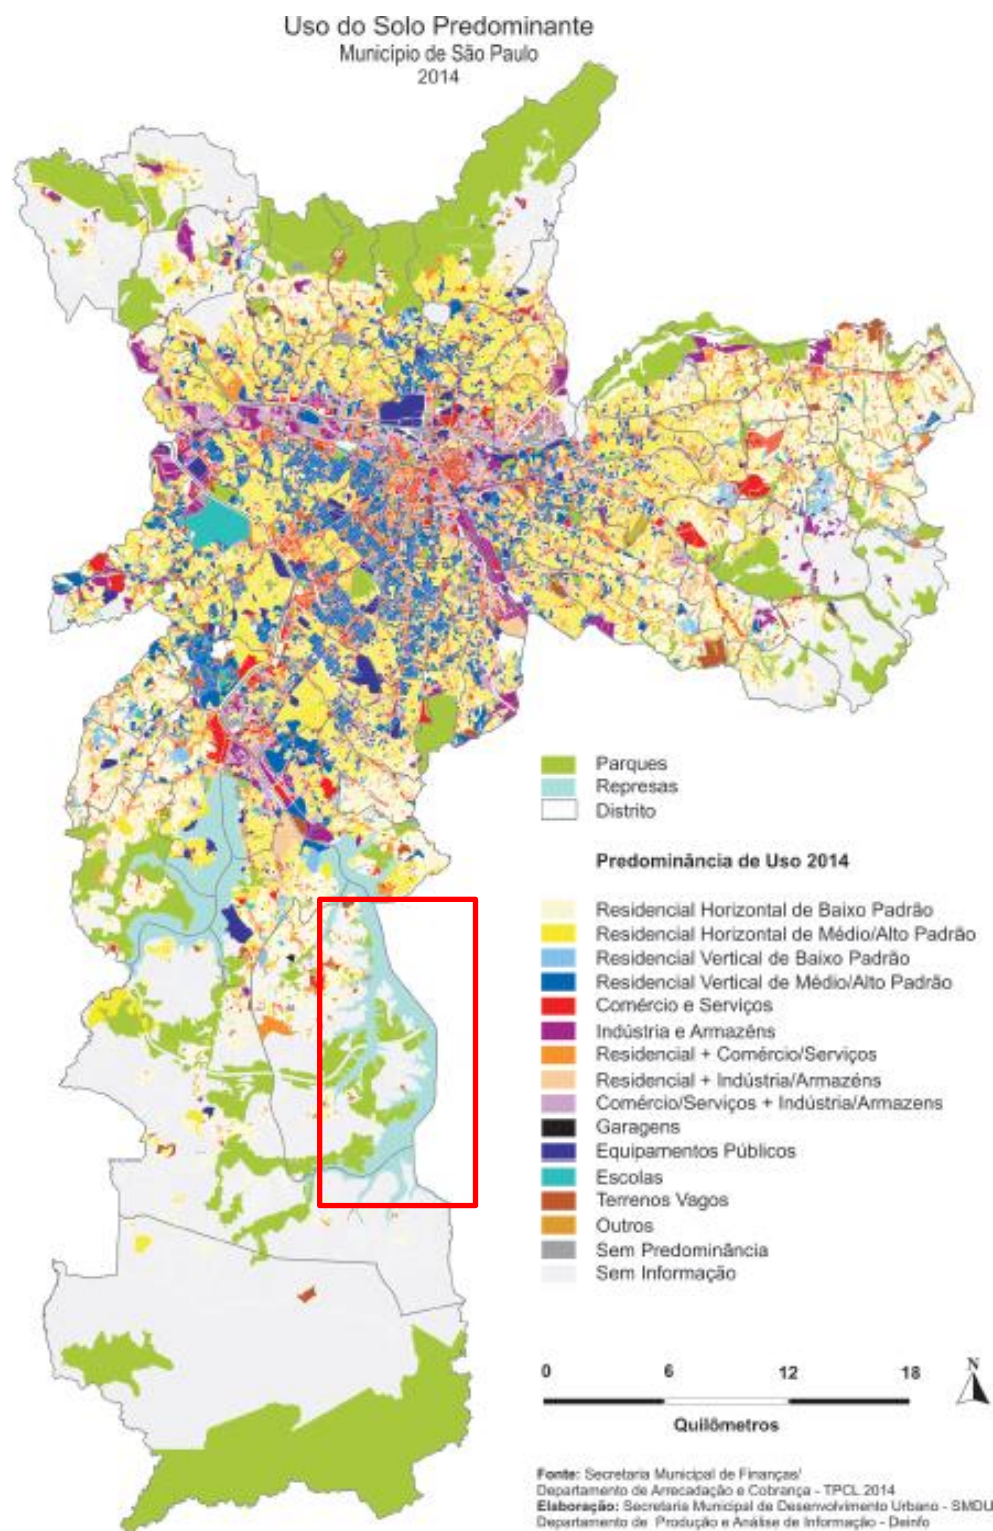 Uso do Solo Predominante
Município de São Paulo
2014
Parques
Represas
Distrito
Predominância de Uso 2014
Residencial Horizontal de Baixo Padrão
Residencial Horizontal de Médio/Alto Padrão
Residencial Vertical de Baixo Padrão
Residencial Vertical de Médio/Alto Padrão
Comércio e Serviços
Indústria e Armazéns
Residencial + Comércio/Serviços
Residencial + Indústria/Armazéns
Comércio/Serviços + Indústria/Armazens
Garagens
Equipamentos Públicos
Escolas
Terrenos Vagos
Outros
Sem Predominância
Sem Informação
0 6 12 18
N
Quilômetros
Fonte: Secretaria Municipal de Finanças/
Departamento de Arrecadação e Cobrança - TPCL 2014
Elaboração: Secretaria Municipal de Desenvolvimento Urbano - SMDU
Departamento de Produção e Análise de Informação - Deinfo